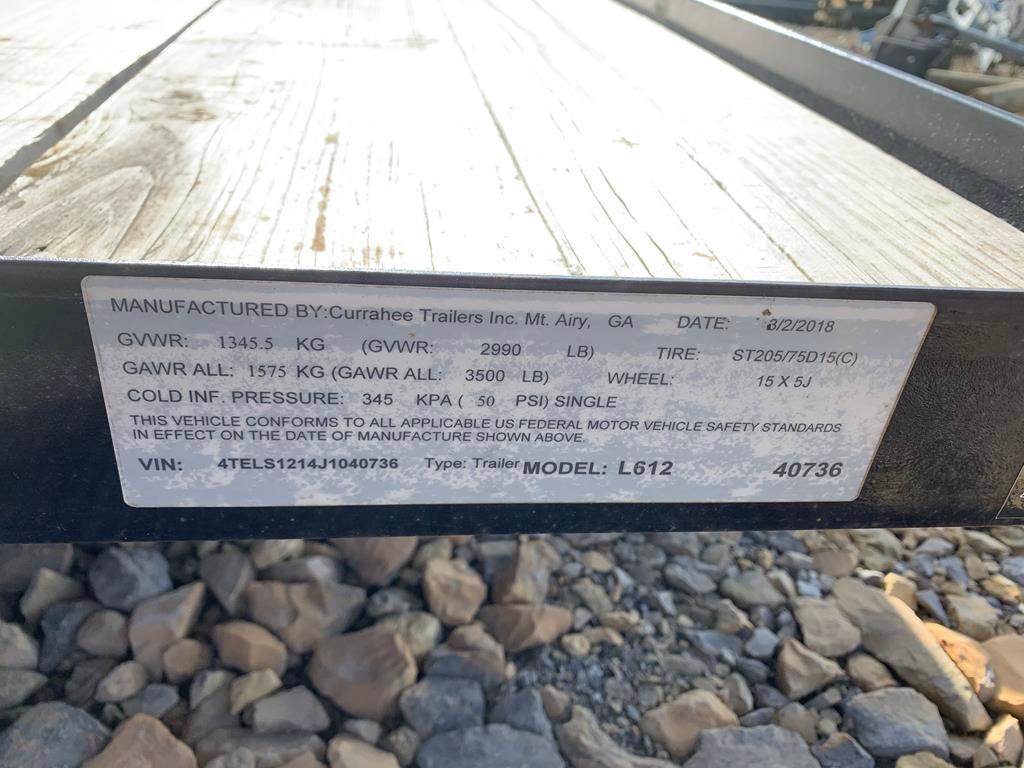 MANUFACTURED BY:Currahee Trailers Inc. Mt. Airy, GA DATE: 8/2/2018
GVWR: 1345.5 KG (GVWR: 2990 LB) TIRE: ST205/75D15(C)
GAWR ALL: 1575 KG (GAWR ALL: 3500 LB) WHEEL: 15 X 5J
COLD INF. PRESSURE: 345 KPA ( 50 PSI) SINGLE
THIS VEHICLE CONFORMS TO ALL APPLICABLE US FEDERAL MOTOR VEHICLE SAFETY STANDARDS
IN EFFECT ON THE DATE OF MANUFACTURE SHOWN ABOVE.
VIN: 4TELS1214J1040736 Type: Trailer MODEL: L612 40736